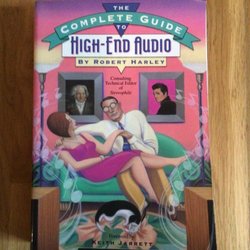 THE
COMPLETE GUIDE
TO
HIGH-END AUDIO
BY ROBERT HARLEY
Consulting
Technical Editor
of
Stereophile
KEITH JARRETT